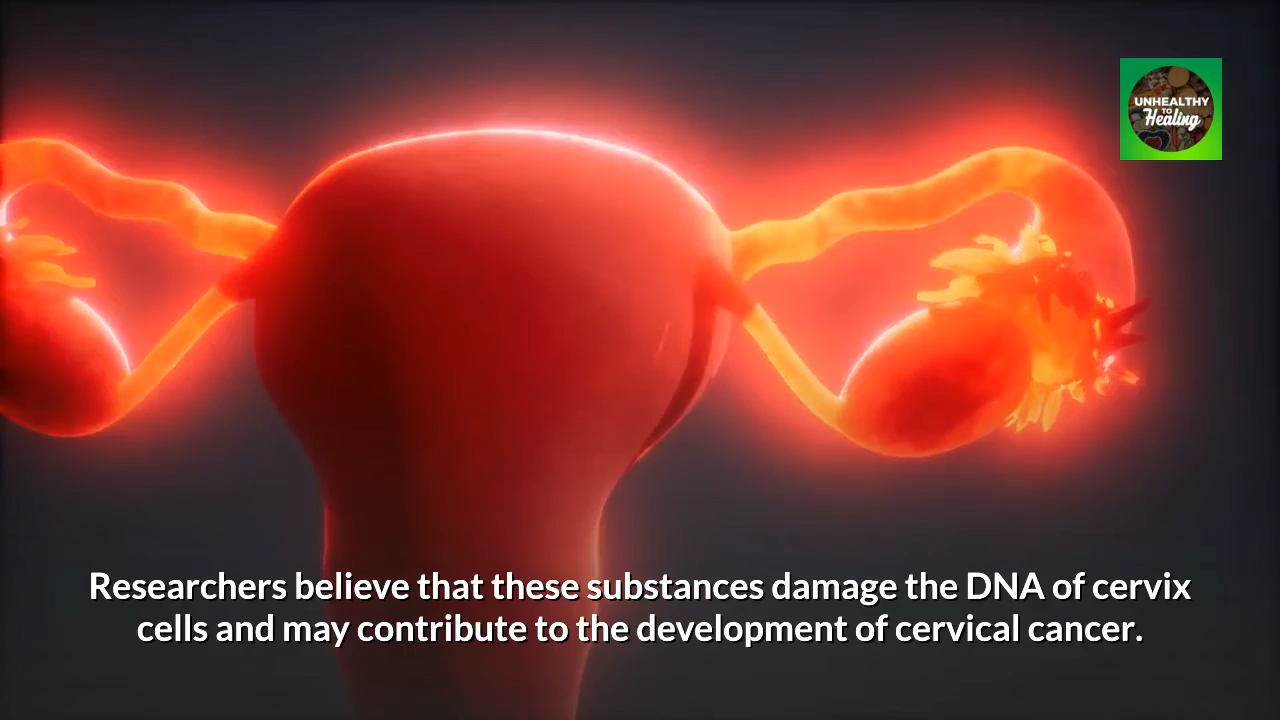 UNHEALTHY
TO
Healing
Researchers believe that these substances damage the DNA of cervix
cells and may contribute to the development of cervical cancer.